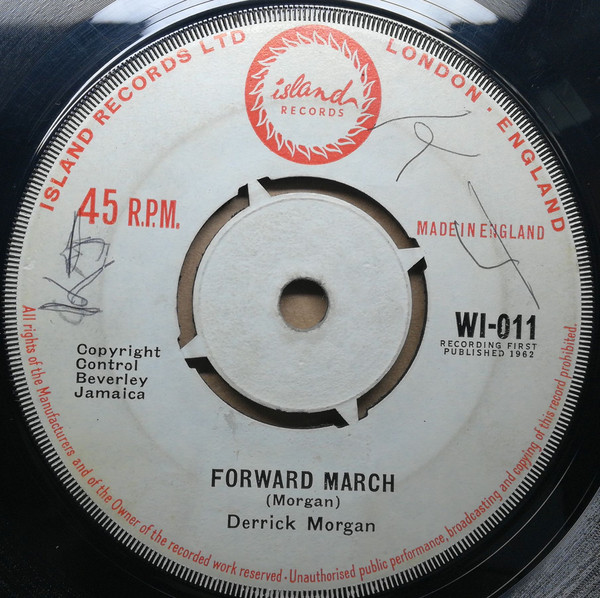 ISLAND RECORDS LTD
LONDON · ENGLAND
island
RECORDS
45 R.P.M.
MADE IN ENGLAND
WI-011
RECORDING FIRST
PUBLISHED 1962
Copyright
Control
Beverley
Jamaica
FORWARD MARCH
(Morgan)
Derrick Morgan
All rights of the Manufacturers and of the Owner of the recorded work reserved · Unauthorised public performance, broadcasting and copying of this record prohibited.